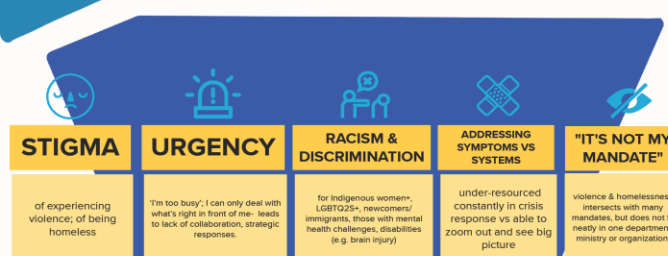 STIGMA
of experiencing
violence; of being
homeless
URGENCY
'I'm too busy'; I can only deal with
what's right in front of me- leads
to lack of collaboration, strategic
responses.
RACISM &
DISCRIMINATION
for Indigenous women+,
LGBTQ2S+, newcomers/
immigrants, those with mental
health challenges, disabilities
(e.g. brain injury)
ADDRESSING
SYMPTOMS VS
SYSTEMS
under-resourced
constantly in crisis
response vs able to
zoom out and see big
picture
"IT'S NOT MY
MANDATE"
violence & homelessness
intersects with many
mandates, but does not
neatly in one department
ministry or organization